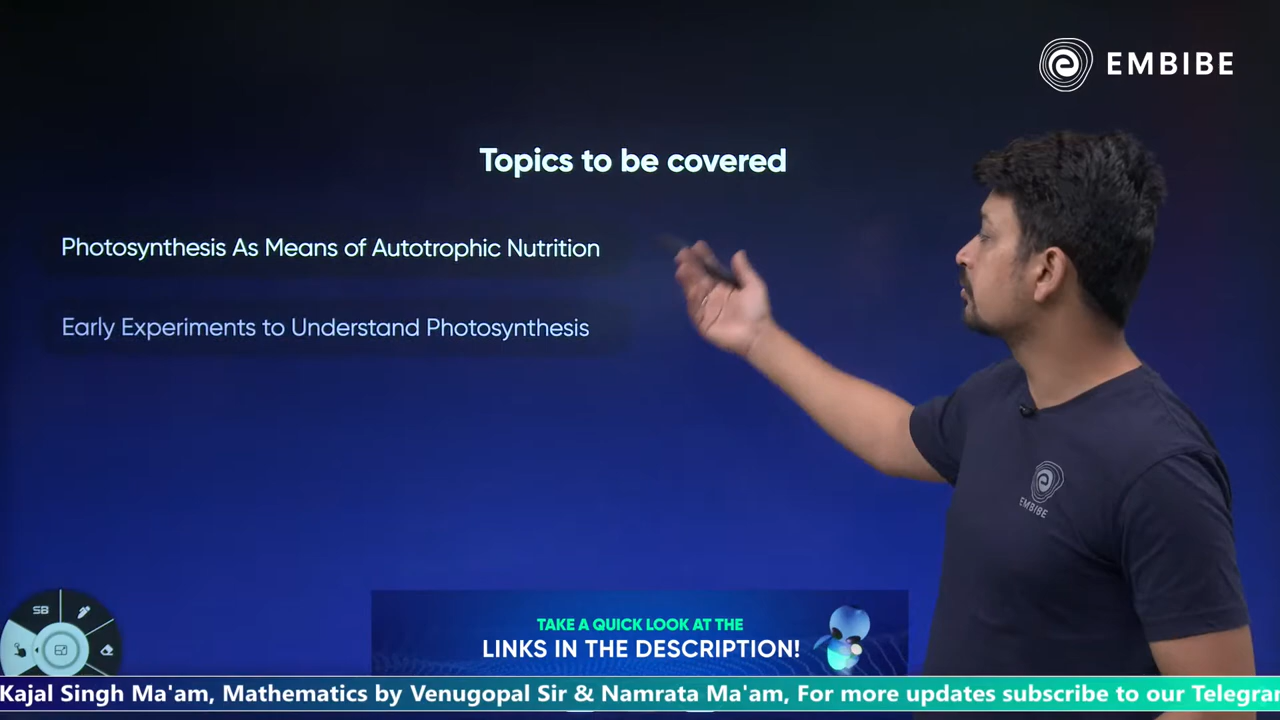 EMBIBE
Topics to be covered
Photosynthesis As Means of Autotrophic Nutrition
Early Experiments to Understand Photosynthesis
EMBIBE
SB
TAKE A QUICK LOOK AT THE
LINKS IN THE DESCRIPTION!
Kajal Singh Ma'am, Mathematics by Venugopal Sir & Namrata Ma'am, For more updates subscribe to our Telegram